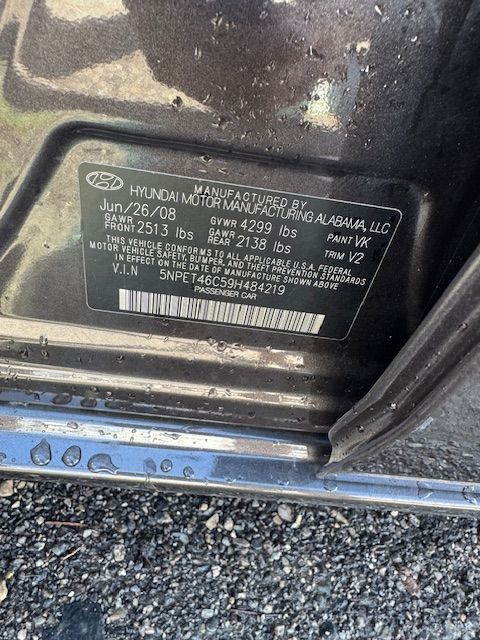 MANUFACTURED BY
HYUNDAI MOTOR MANUFACTURING ALABAMA, LLC
Jun/26/08 GVWR 4299 lbs PAINT VK
GAWR FRONT 2513 lbs GAWR REAR 2138 lbs TRIM V2
THIS VEHICLE CONFORMS TO ALL APPLICABLE U.S.A. FEDERAL
MOTOR VEHICLE SAFETY, BUMPER, AND THEFT PREVENTION STANDARDS
IN EFFECT ON THE DATE OF MANUFACTURE SHOWN ABOVE
V.I.N 5NPET46C59H484219
PASSENGER CAR